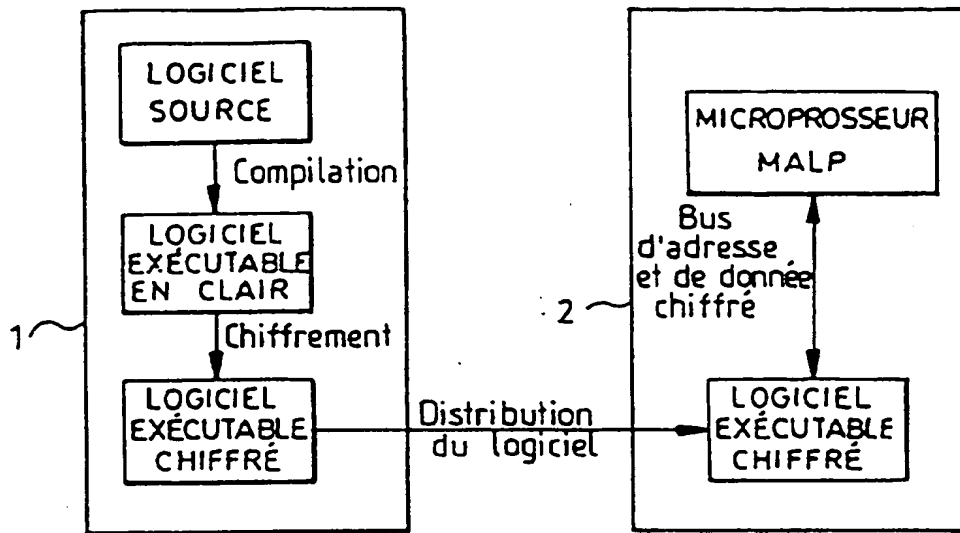 LOGICIEL
SOURCE
Compilation
LOGICIEL
EXÉCUTABLE
EN CLAIR
1
Chiffrement
LOGICIEL
EXÉCUTABLE
CHIFFRÉ
Distribution
du logiciel
MICROPROSSEUR
MALP
Bus
d'adresse
et de donnée
chiffré
2
LOGICIEL
EXÉCUTABLE
CHIFFRÉ